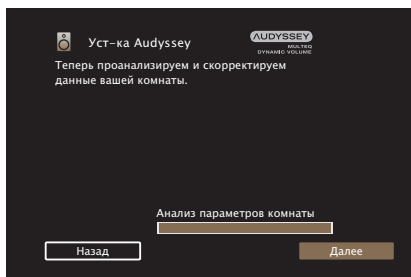 Уст-ка Audyssey
AUDYSSEY
MULTEQ
DYNAMIC VOLUME
Теперь проанализируем и скорректируем
данные вашей комнаты.
Анализ параметров комнаты
Назад
Далее